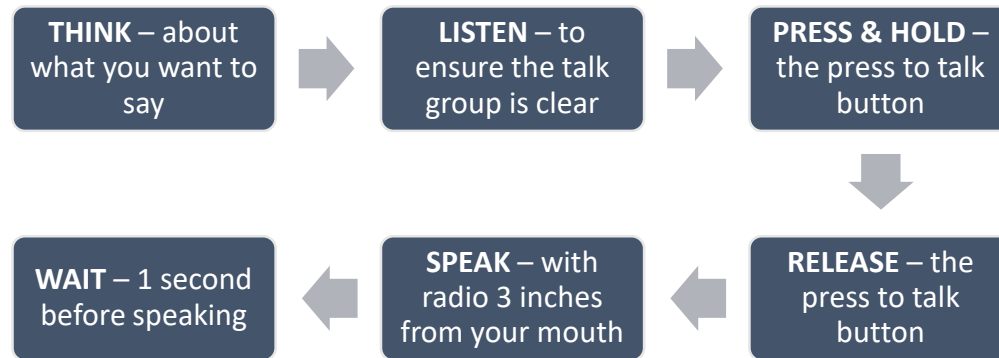 THINK – about
what you want to
say
LISTEN – to
ensure the talk
group is clear
PRESS & HOLD –
the press to talk
button
RELEASE – the
press to talk
button
SPEAK – with
radio 3 inches
from your mouth
WAIT – 1 second
before speaking